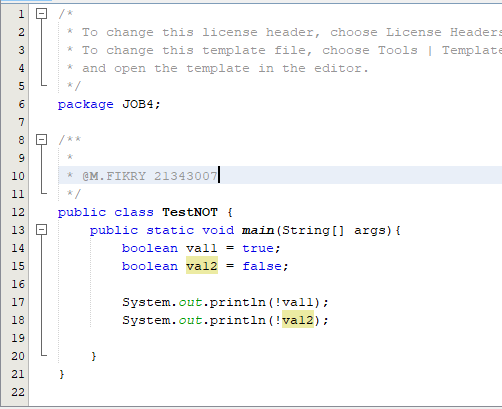 1 /*
2 * To change this license header, choose License Headers
3 * To change this template file, choose Tools | Template
4 * and open the template in the editor.
5 */
6 package JOB4;
7
8 /**
9 *
10 * @M.FIKRY 21343007
11 */
12 public class TestNOT {
13 public static void main(String[] args){
14 boolean val1 = true;
15 boolean val2 = false;
16
17 System.out.println(!val1);
18 System.out.println(!val2);
19
20 }
21 }
22